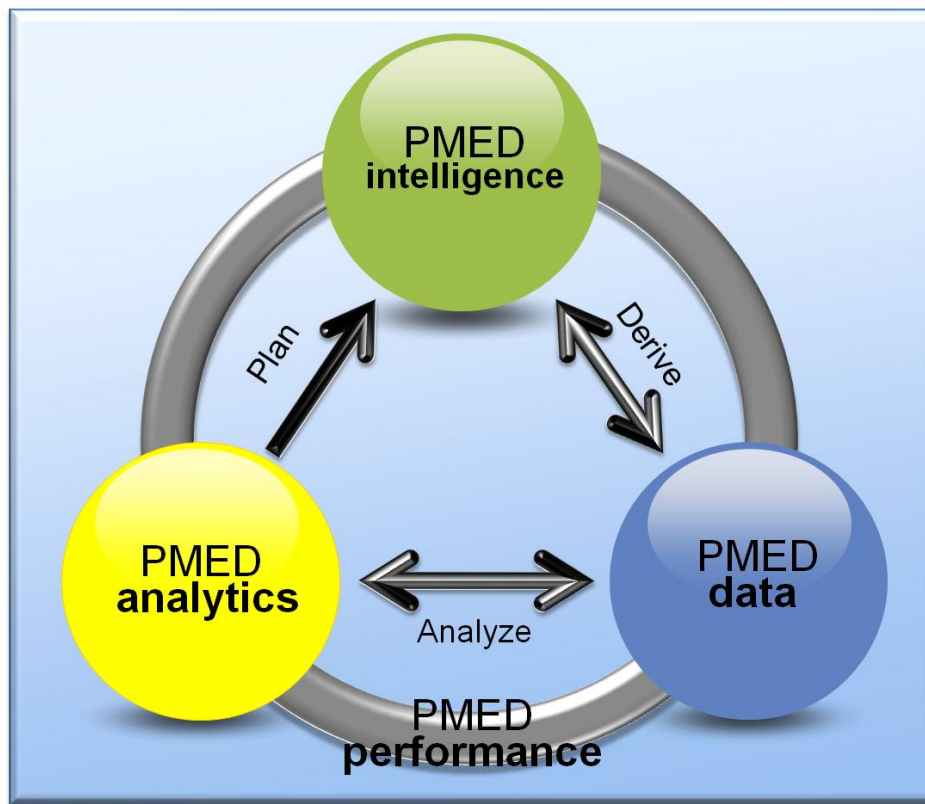 PMED
intelligence
Plan
Derive
PMED
analytics
Analyze
PMED
data
PMED
performance